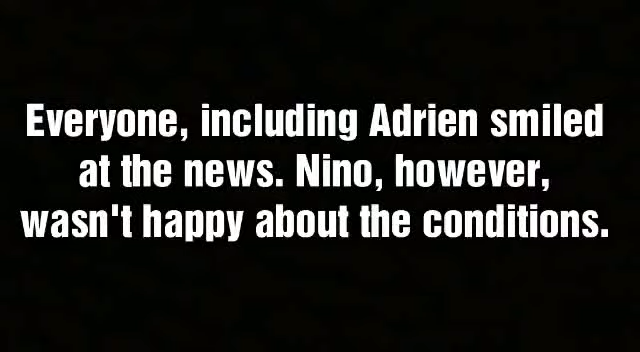 Everyone, including Adrien smiled
at the news. Nino, however,
wasn't happy about the conditions.